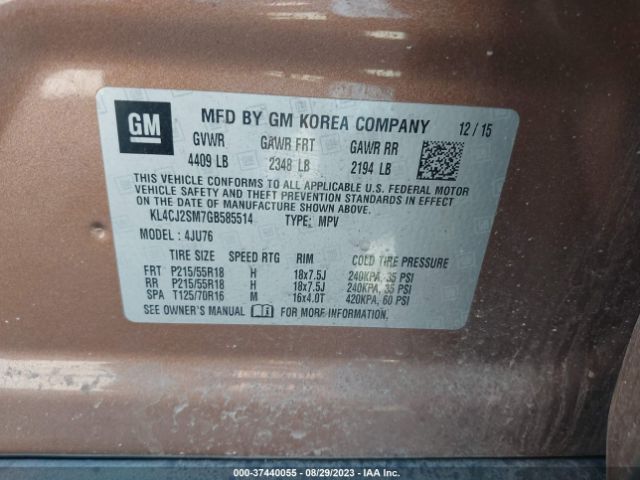 GM
MFD BY GM KOREA COMPANY 12 / 15
GVWR GAWR FRT GAWR RR
4409 LB 2348 LB 2194 LB
THIS VEHICLE CONFORMS TO ALL APPLICABLE U.S. FEDERAL MOTOR
VEHICLE SAFETY AND THEFT PREVENTION STANDARDS IN EFFECT
ON THE DATE OF MANUFACTURE SHOWN ABOVE.
KL4CJ2SM7GB585514 TYPE: MPV
MODEL : 4JU76
TIRE SIZE SPEED RTG RIM COLD TIRE PRESSURE
FRT P215/55R18 H 18x7.5J 240KPA, 35 PSI
RR P215/55R18 H 18x7.5J 240KPA, 35 PSI
SPA T125/70R16 M 16x4.0T 420KPA, 60 PSI
SEE OWNER'S MANUAL FOR MORE INFORMATION.
000-37440055 - 08/29/2023 - IAA Inc.